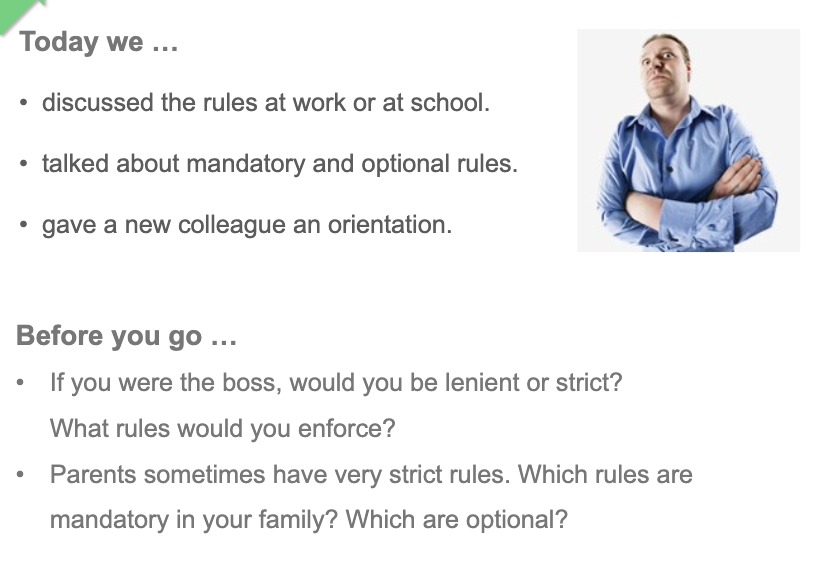 Today we …
• discussed the rules at work or at school.
• talked about mandatory and optional rules.
• gave a new colleague an orientation.
Before you go …
• If you were the boss, would you be lenient or strict?
What rules would you enforce?
• Parents sometimes have very strict rules. Which rules are
mandatory in your family? Which are optional?